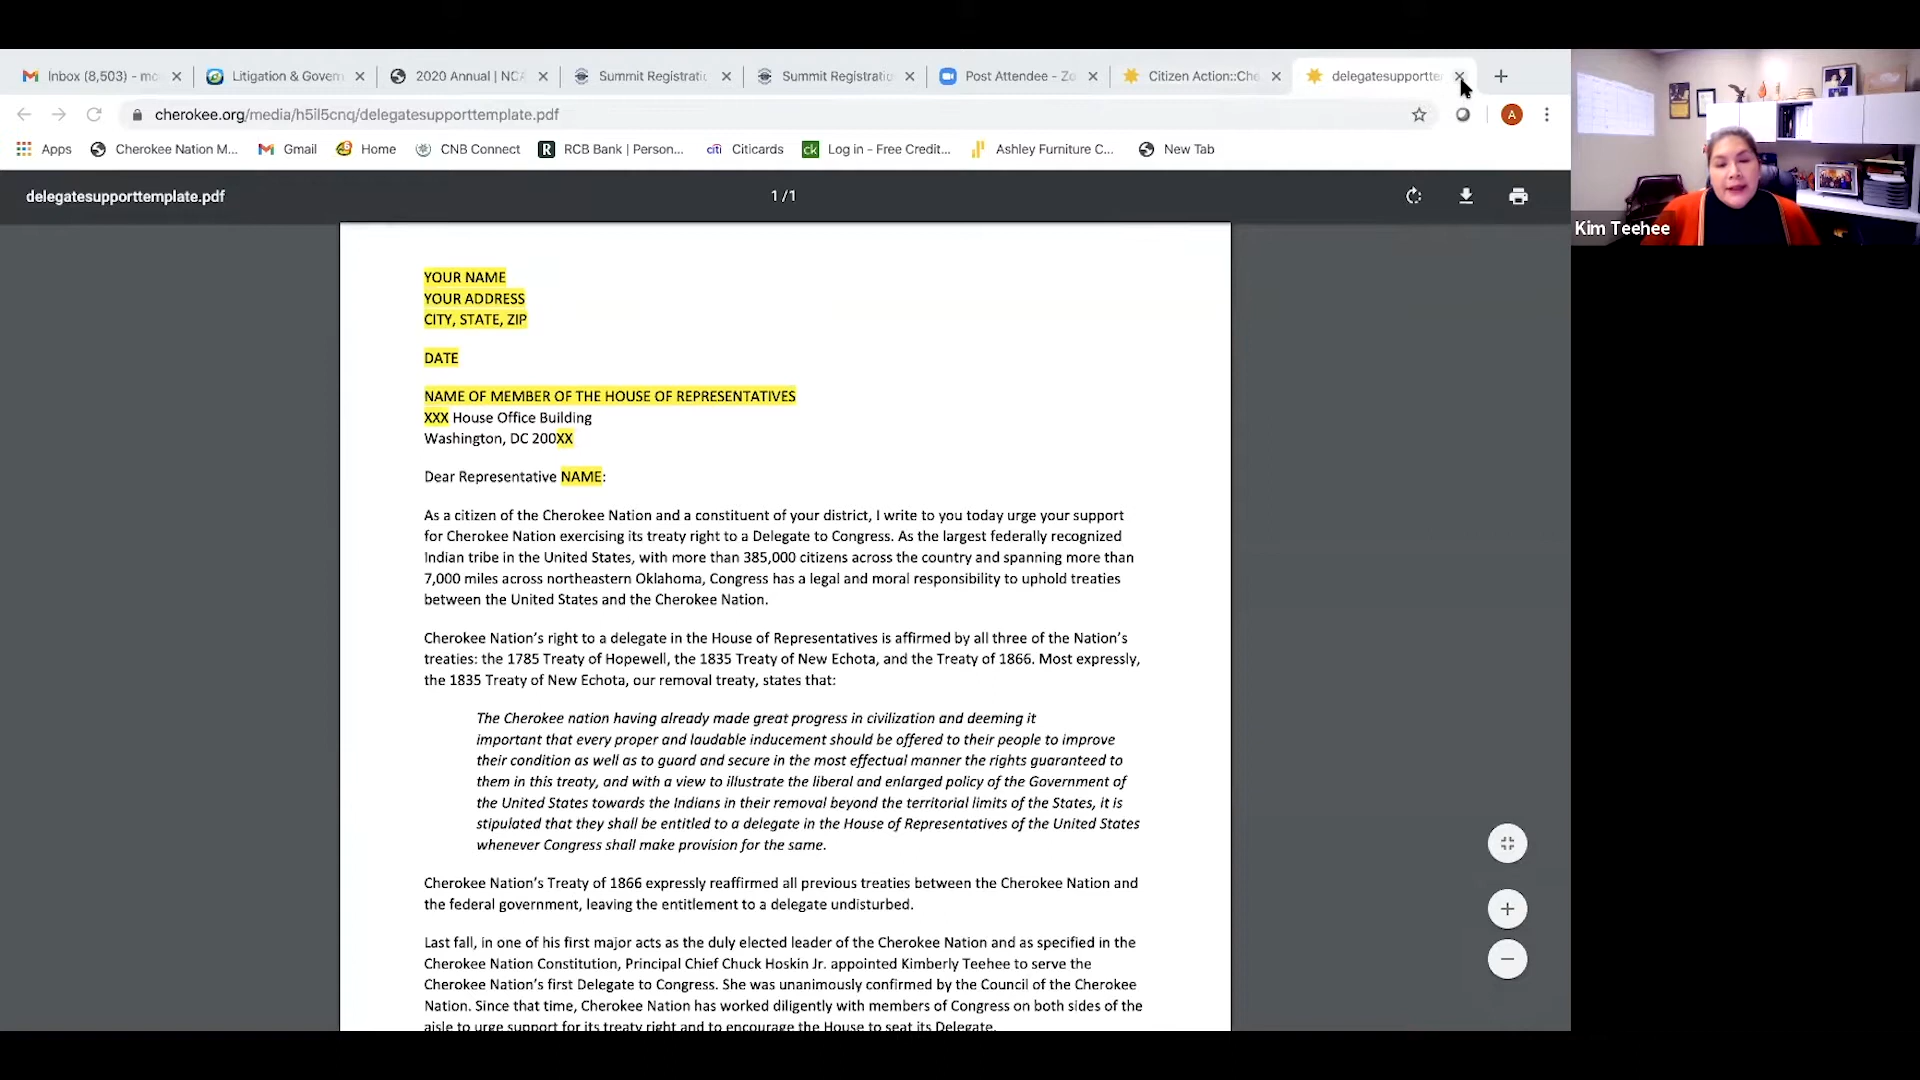 Inbox (8,503) - mo
Litigation & Govern
2020 Annual | NCA
Summit Registratio
Summit Registratio
Post Attendee - Zo
Citizen Action::Che
delegatesupportte
cherokee.org/media/h5il5cnq/delegatesupporttemplate.pdf
A
Apps
Cherokee Nation M...
Gmail
Home
CNB Connect
R
RCB Bank | Person...
citi
Citicards
ck
Log in - Free Credit...
Ashley Furniture C...
New Tab
delegatesupporttemplate.pdf
1 / 1
Kim Teehee
YOUR NAME
YOUR ADDRESS
CITY, STATE, ZIP
DATE
NAME OF MEMBER OF THE HOUSE OF REPRESENTATIVES
XXX House Office Building
Washington, DC 200XX
Dear Representative NAME:
As a citizen of the Cherokee Nation and a constituent of your district, I write to you today urge your support
for Cherokee Nation exercising its treaty right to a Delegate to Congress. As the largest federally recognized
Indian tribe in the United States, with more than 385,000 citizens across the country and spanning more than
7,000 miles across northeastern Oklahoma, Congress has a legal and moral responsibility to uphold treaties
between the United States and the Cherokee Nation.
Cherokee Nation's right to a delegate in the House of Representatives is affirmed by all three of the Nation's
treaties: the 1785 Treaty of Hopewell, the 1835 Treaty of New Echota, and the Treaty of 1866. Most expressly,
the 1835 Treaty of New Echota, our removal treaty, states that:
The Cherokee nation having already made great progress in civilization and deeming it
important that every proper and laudable inducement should be offered to their people to improve
their condition as well as to guard and secure in the most effectual manner the rights guaranteed to
them in this treaty, and with a view to illustrate the liberal and enlarged policy of the Government of
the United States towards the Indians in their removal beyond the territorial limits of the States, it is
stipulated that they shall be entitled to a delegate in the House of Representatives of the United States
whenever Congress shall make provision for the same.
Cherokee Nation's Treaty of 1866 expressly reaffirmed all previous treaties between the Cherokee Nation and
the federal government, leaving the entitlement to a delegate undisturbed.
Last fall, in one of his first major acts as the duly elected leader of the Cherokee Nation and as specified in the
Cherokee Nation Constitution, Principal Chief Chuck Hoskin Jr. appointed Kimberly Teehee to serve the
Cherokee Nation's first Delegate to Congress. She was unanimously confirmed by the Council of the Cherokee
Nation. Since that time, Cherokee Nation has worked diligently with members of Congress on both sides of the
aisle to urge support for its treaty right and to encourage the House to seat its Delegate.